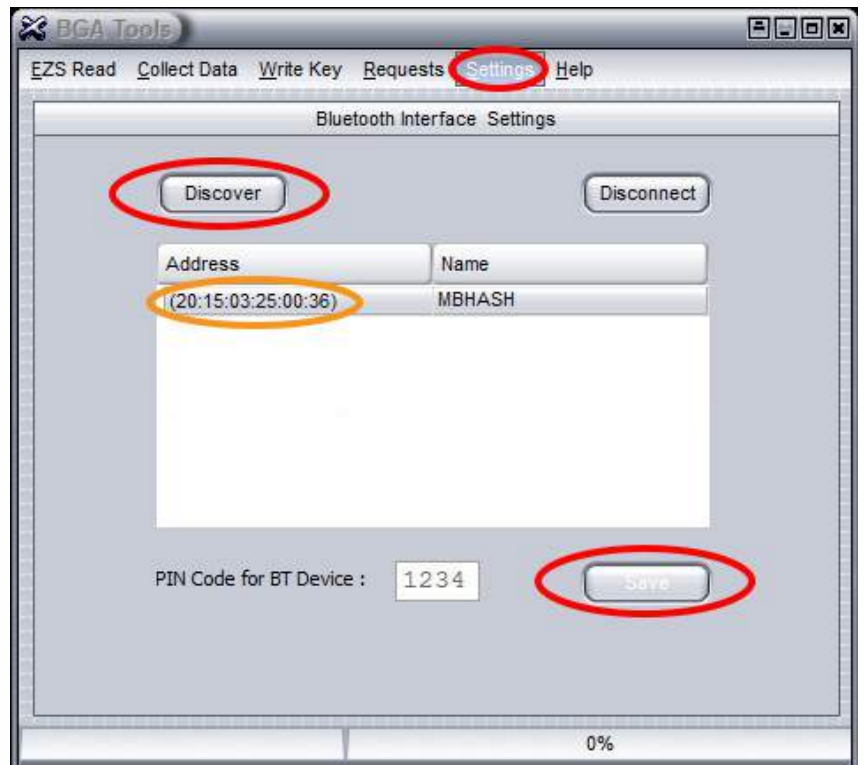 BGA Tools
EZS Read Collect Data Write Key Requests Settings Help
Bluetooth Interface Settings
Discover Disconnect
Address Name
(20:15:03:25:00:36) MBHASH
PIN Code for BT Device : 1234 Save
0%